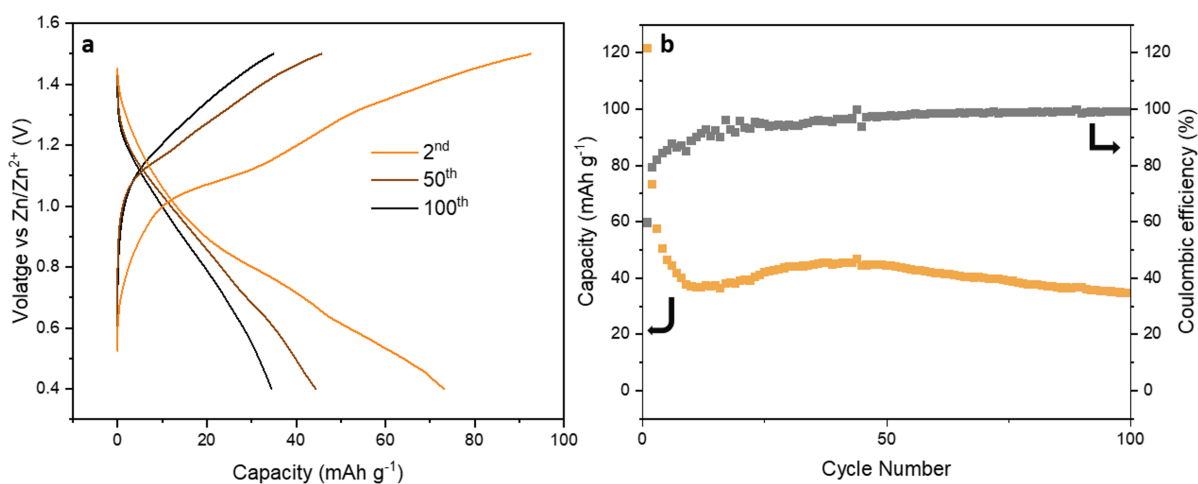 a
Volatge vs Zn/Zn²⁺ (V)
1.6
1.4
1.2
1.0
0.8
0.6
0.4
2ⁿᵈ
50ᵗʰ
100ᵗʰ
0 20 40 60 80 100
Capacity (mAh g⁻¹)
b
Capacity (mAh g⁻¹)
120
100
80
60
40
20
0
0 50 100
Cycle Number
120
100
80
60
40
20
0
Coulombic efficiency (%)